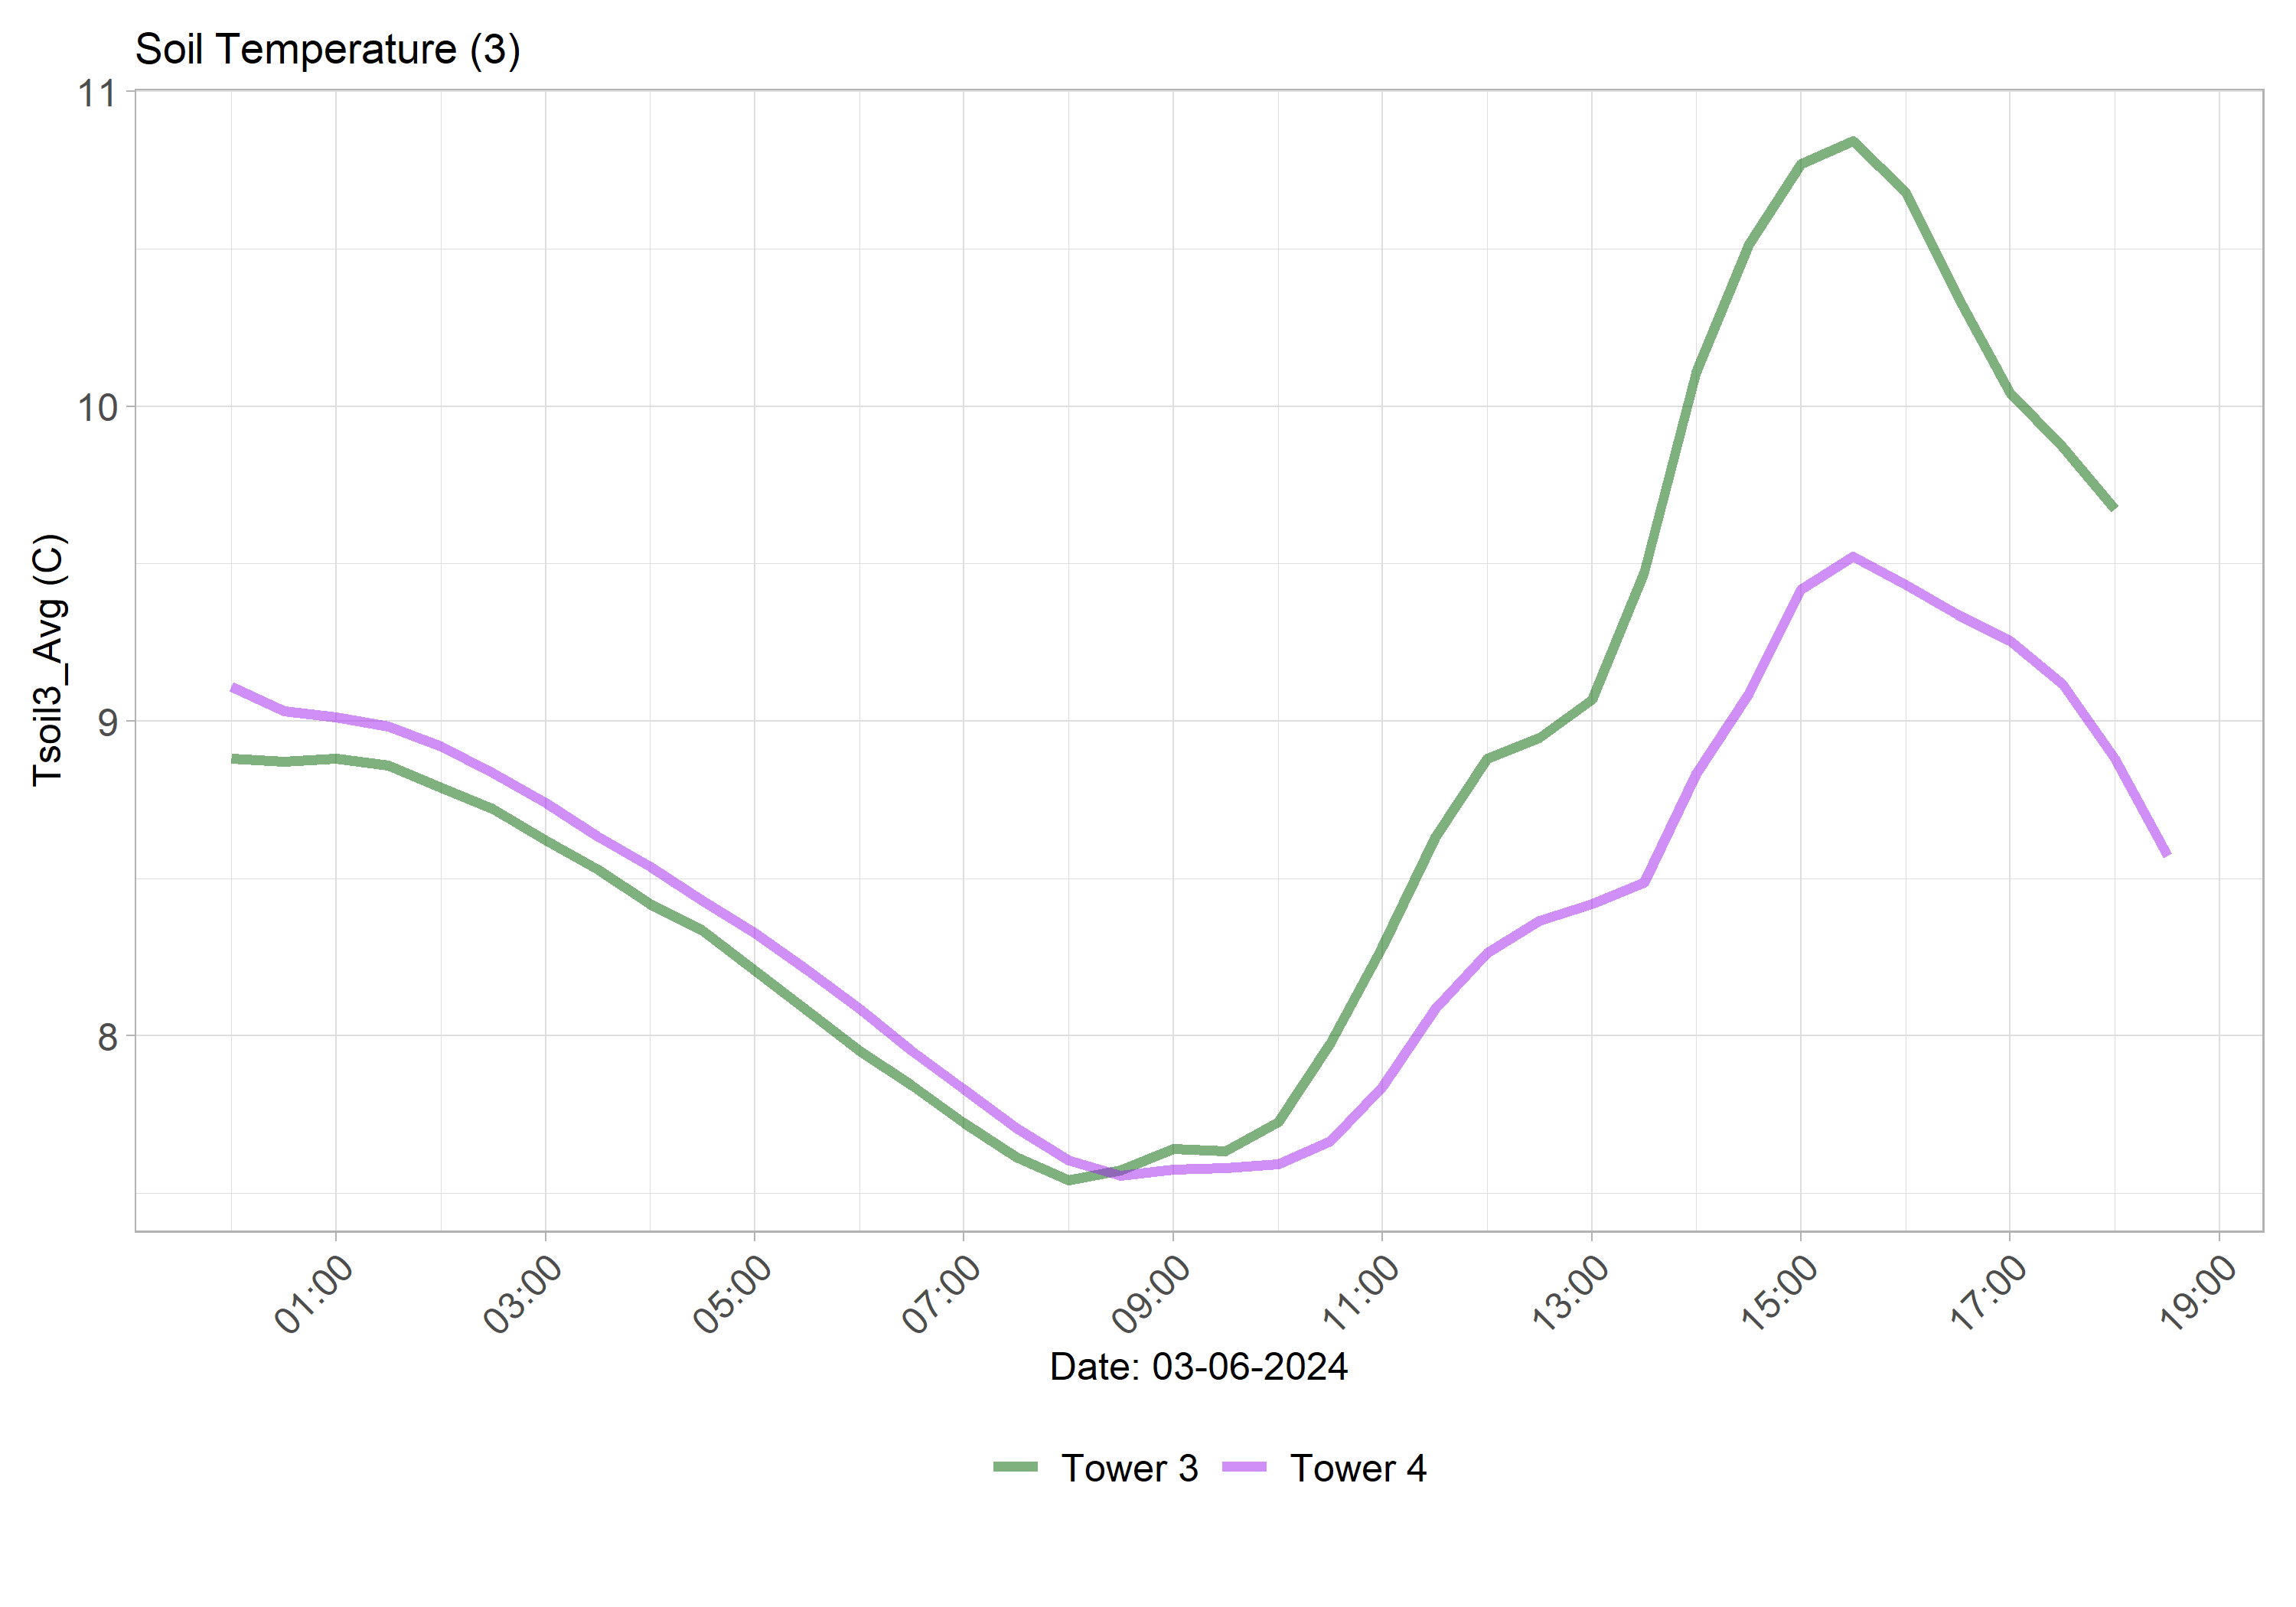 Soil Temperature (3)
Tsoil3_Avg (C)
11
10
9
8
01:00 03:00 05:00 07:00 09:00 11:00 13:00 15:00 17:00 19:00
Date: 03-06-2024
Tower 3 Tower 4